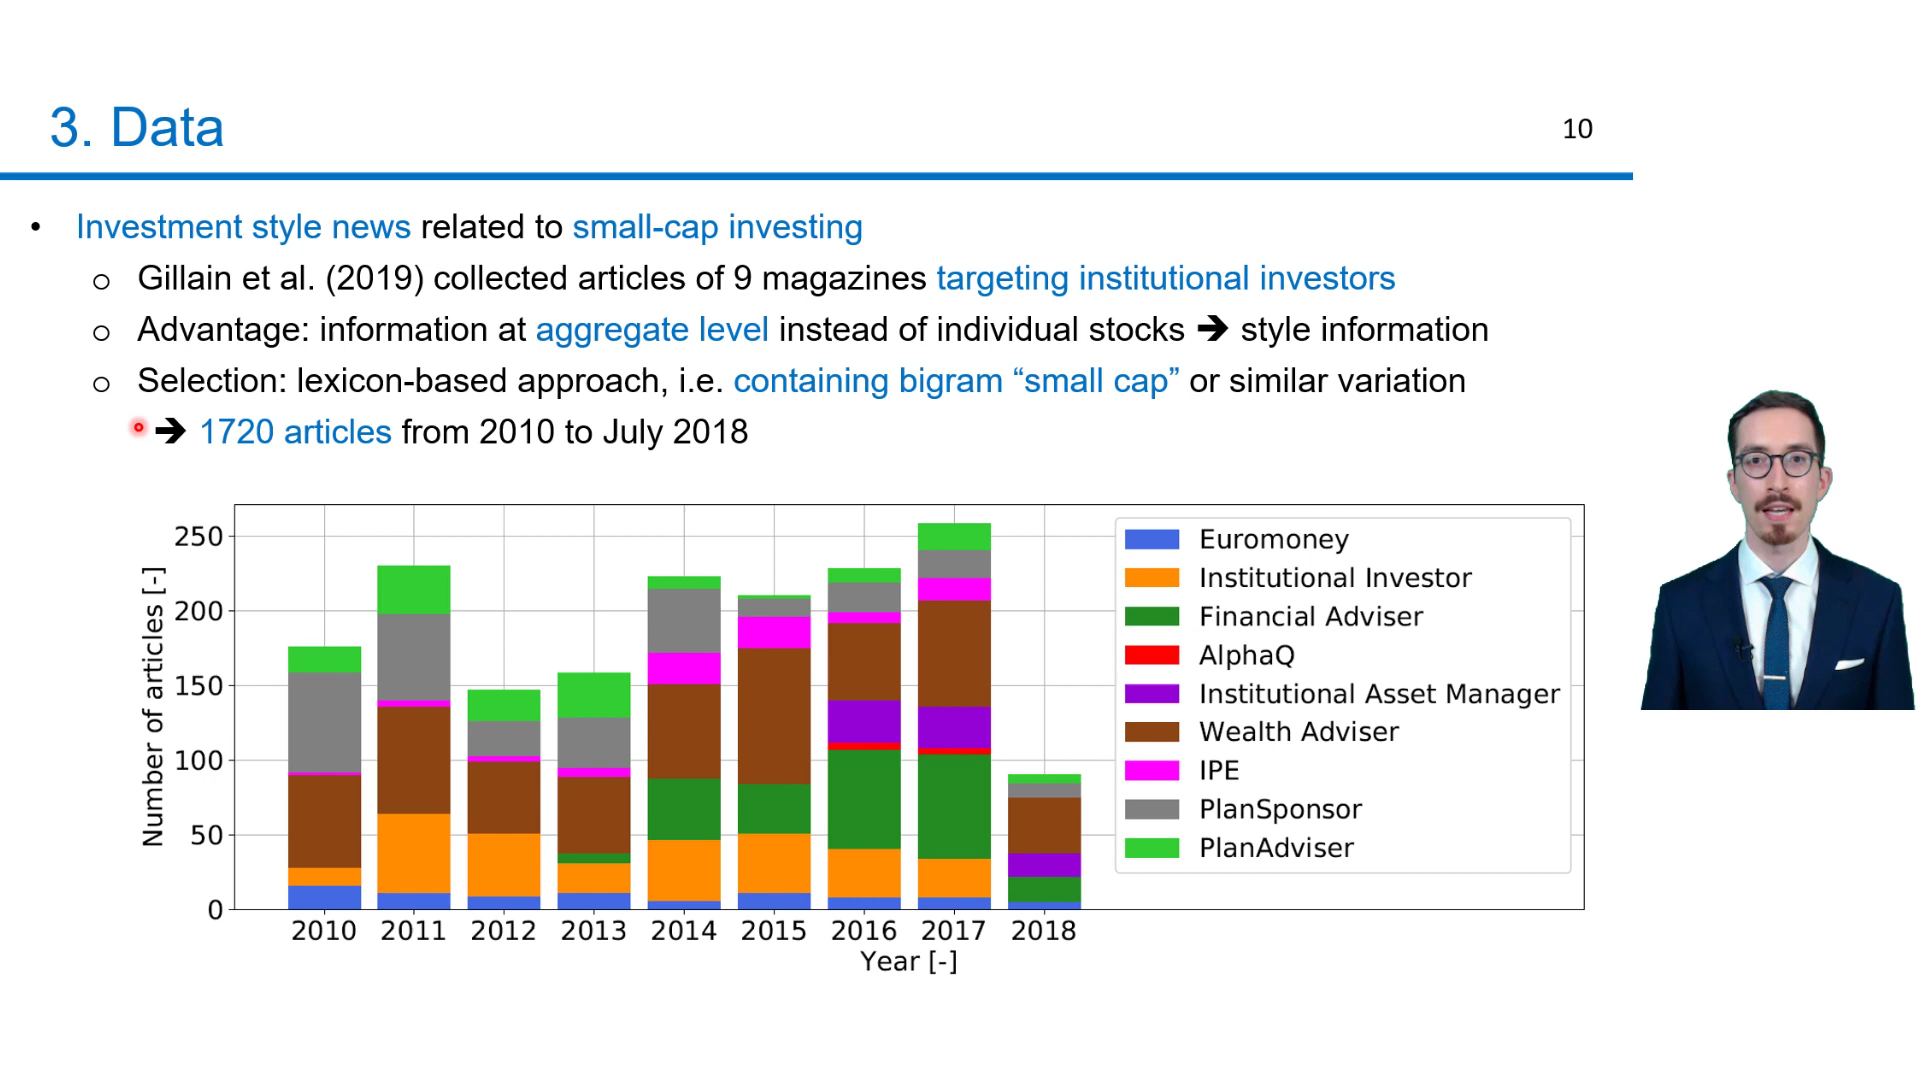 3. Data
10
• Investment style news related to small-cap investing
o Gillain et al. (2019) collected articles of 9 magazines targeting institutional investors
o Advantage: information at aggregate level instead of individual stocks ➔ style information
o Selection: lexicon-based approach, i.e. containing bigram “small cap” or similar variation
➔ 1720 articles from 2010 to July 2018
Number of articles [-]
250
200
150
100
50
0
2010 2011 2012 2013 2014 2015 2016 2017 2018
Year [-]
Euromoney
Institutional Investor
Financial Adviser
AlphaQ
Institutional Asset Manager
Wealth Adviser
IPE
PlanSponsor
PlanAdviser